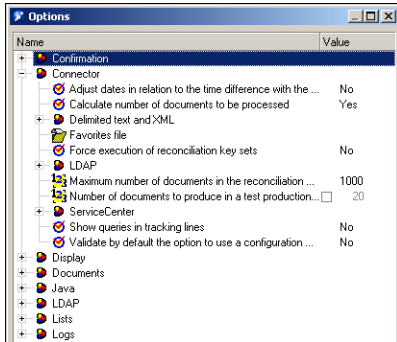 Options
Name Value
Confirmation
Connector
Adjust dates in relation to the time difference with the ... No
Calculate number of documents to be processed Yes
Delimited text and XML
Favorites file
Force execution of reconciliation key sets No
LDAP
Maximum number of documents in the reconciliation ... 1000
Number of documents to produce in a test production... 20
ServiceCenter
Show queries in tracking lines No
Validate by default the option to use a configuration ... No
Display
Documents
Java
LDAP
Lists
Logs